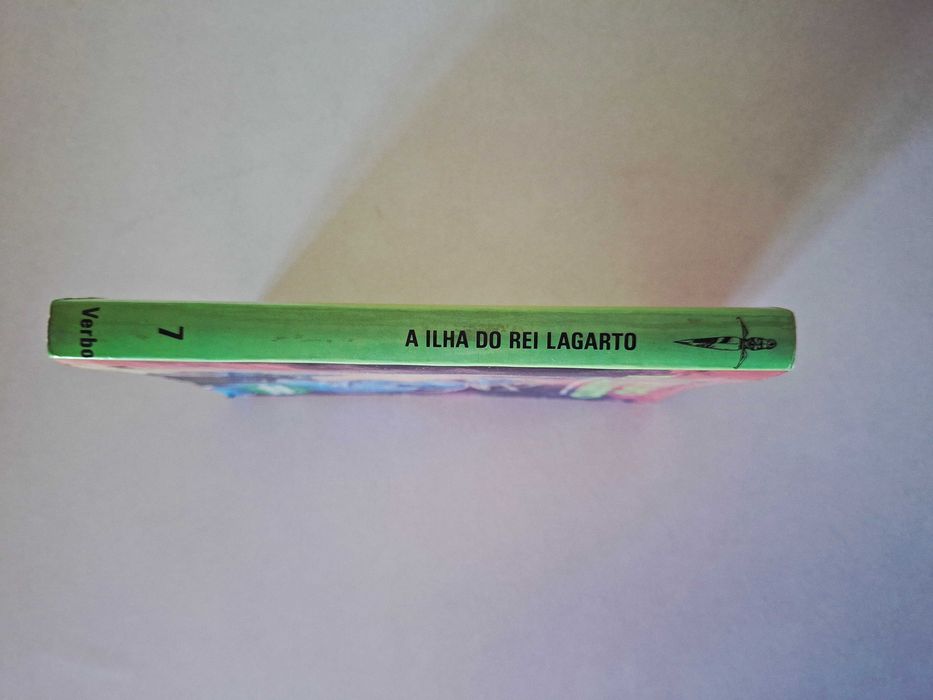 Verbo
7
A ILHA DO REI LAGARTO